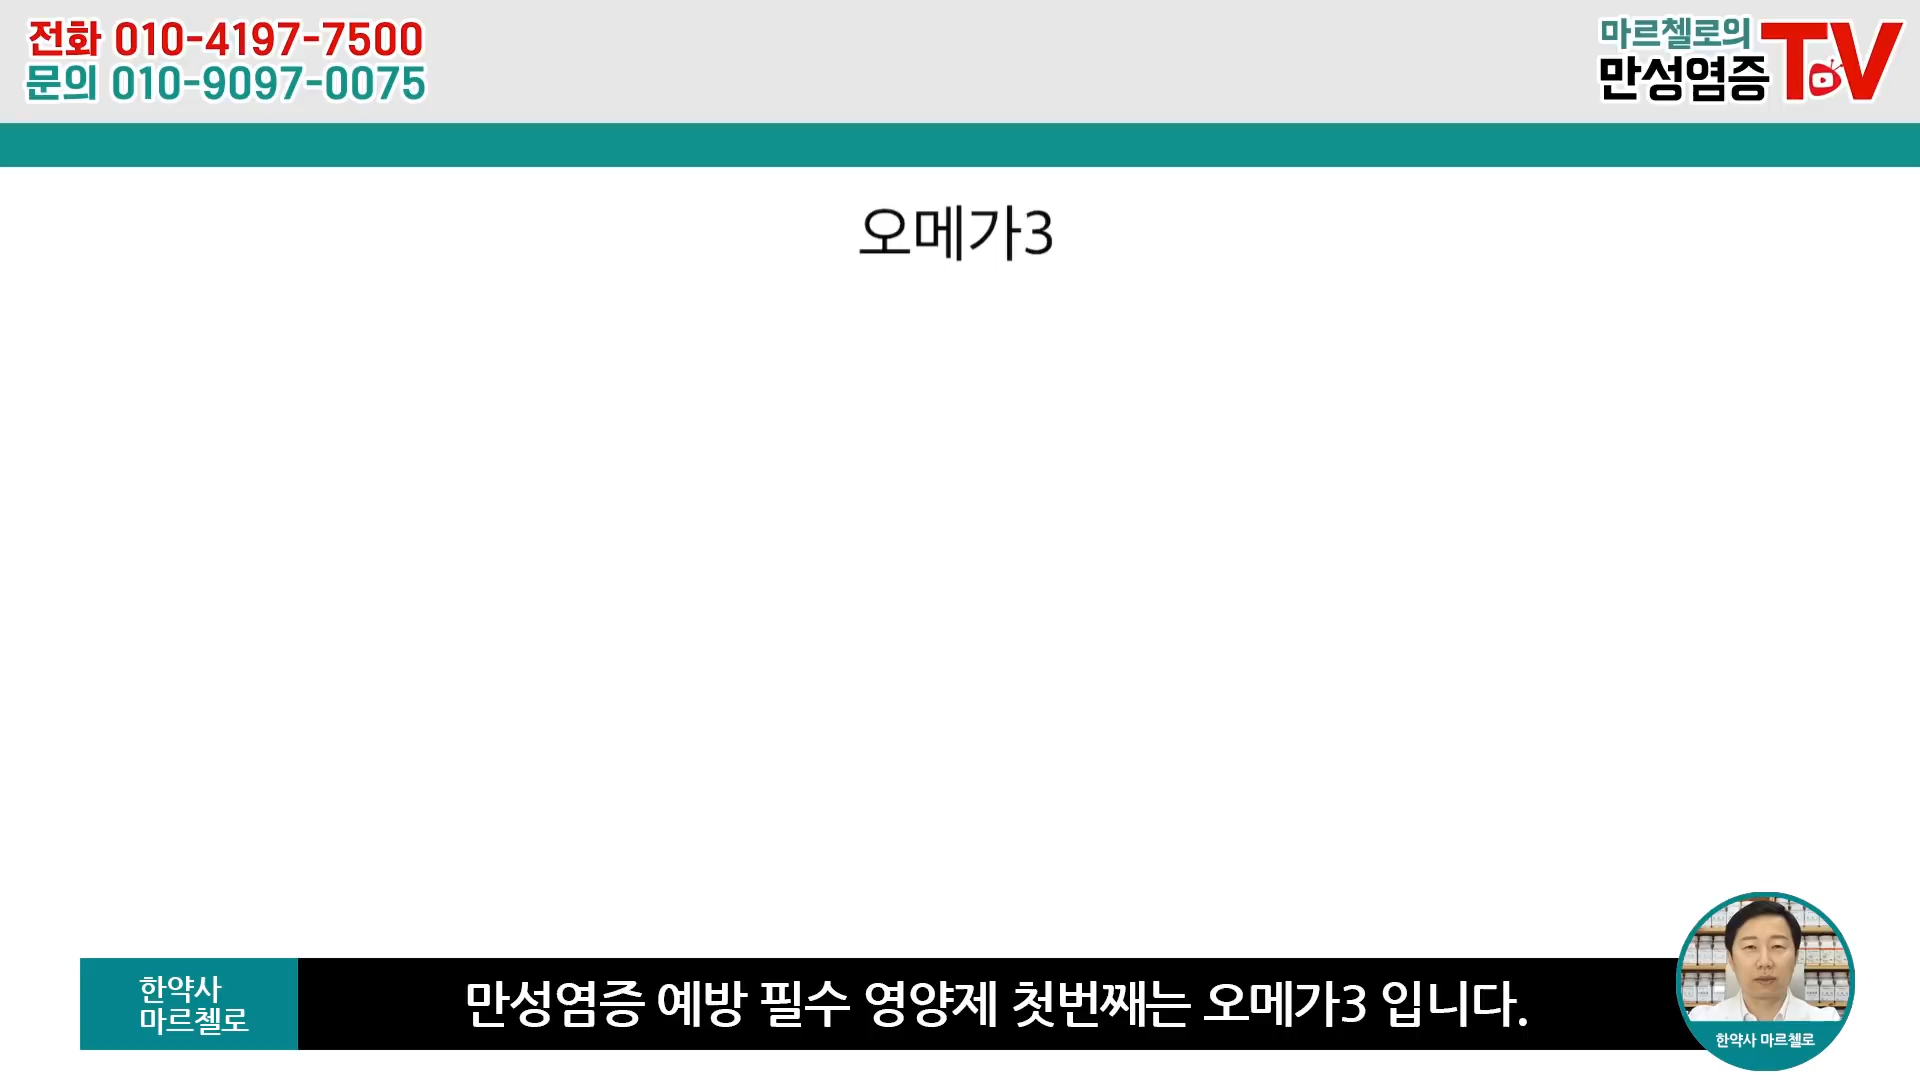 전화 010-4197-7500
문의 010-9097-0075
마르첼로의
만성염증 TV
오메가3
한약사
마르첼로
만성염증 예방 필수 영양제 첫번째는 오메가3 입니다.
한약사 마르첼로